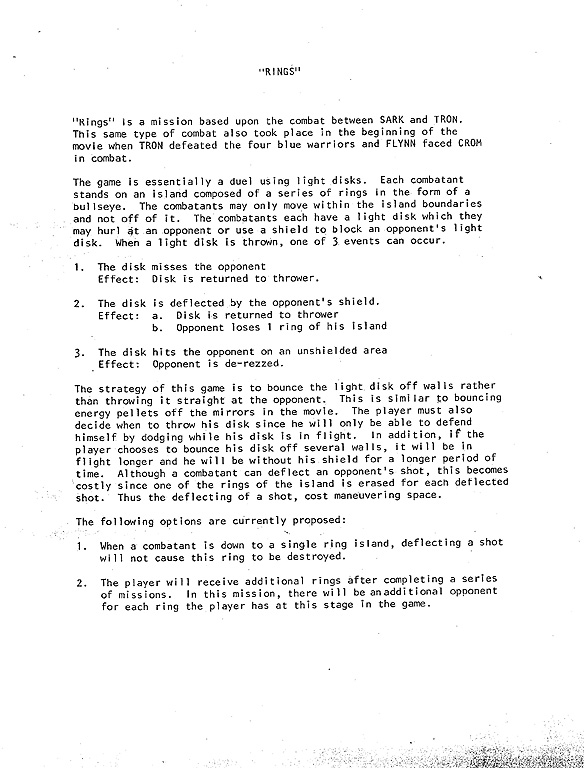 "RINGS"
"Rings" is a mission based upon the combat between SARK and TRON.
This same type of combat also took place in the beginning of the
movie when TRON defeated the four blue warriors and FLYNN faced CROM
in combat.
The game is essentially a duel using light disks. Each combatant
stands on an island composed of a series of rings in the form of a
bullseye. The combatants may only move within the island boundaries
and not off of it. The combatants each have a light disk which they
may hurl at an opponent or use a shield to block an opponent's light
disk. When a light disk is thrown, one of 3 events can occur.
1. The disk misses the opponent
Effect: Disk is returned to thrower.
2. The disk is deflected by the opponent's shield.
Effect: a. Disk is returned to thrower
b. Opponent loses 1 ring of his island
3. The disk hits the opponent on an unshielded area
Effect: Opponent is de-rezzed.
The strategy of this game is to bounce the light disk off walls rather
than throwing it straight at the opponent. This is similar to bouncing
energy pellets off the mirrors in the movie. The player must also
decide when to throw his disk since he will only be able to defend
himself by dodging while his disk is in flight. In addition, if the
player chooses to bounce his disk off several walls, it will be in
flight longer and he will be without his shield for a longer period of
time. Although a combatant can deflect an opponent's shot, this becomes
costly since one of the rings of the island is erased for each deflected
shot. Thus the deflecting of a shot, cost maneuvering space.
The following options are currently proposed:
1. When a combatant is down to a single ring island, deflecting a shot
will not cause this ring to be destroyed.
2. The player will receive additional rings after completing a series
of missions. In this mission, there will be anadditional opponent
for each ring the player has at this stage in the game.